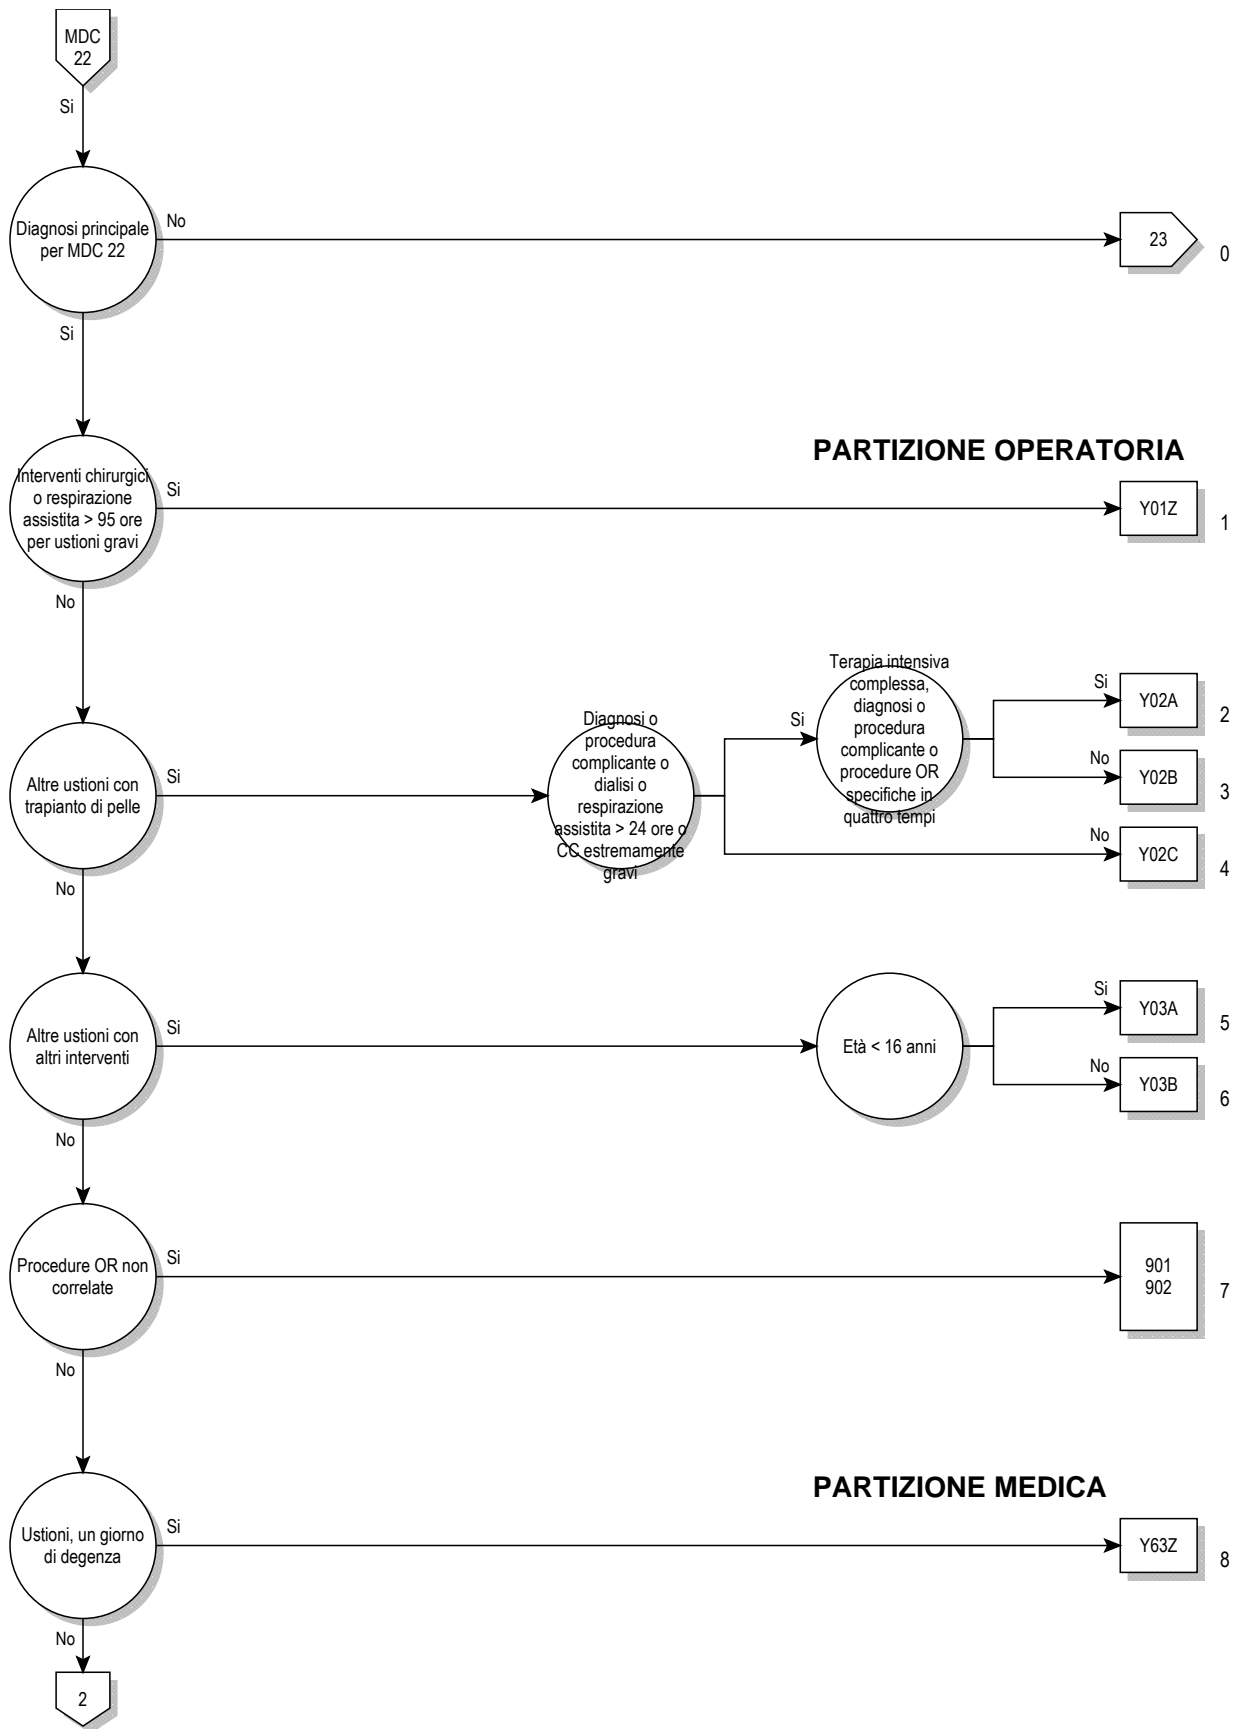 MDC
22
Si
Diagnosi principale
per MDC 22
No
23
0
Si
PARTIZIONE OPERATORIA
Interventi chirurgici
o respirazione
assistita > 95 ore
per ustioni gravi
Si
Y01Z
1
No
Altre ustioni con
trapianto di pelle
Si
Diagnosi o
procedura
complicante o
dialisi o
respirazione
assistita > 24 ore o
CC estremamente
gravi
Si
Terapia intensiva
complessa,
diagnosi o
procedura
complicante o
procedure OR
specifiche in
quattro tempi
Si
Y02A
2
No
Y02B
3
No
Y02C
4
No
Altre ustioni con
altri interventi
Si
Età < 16 anni
Si
Y03A
5
No
Y03B
6
No
Procedure OR non
correlate
Si
901
902
7
No
PARTIZIONE MEDICA
Ustioni, un giorno
di degenza
Si
Y63Z
8
No
2